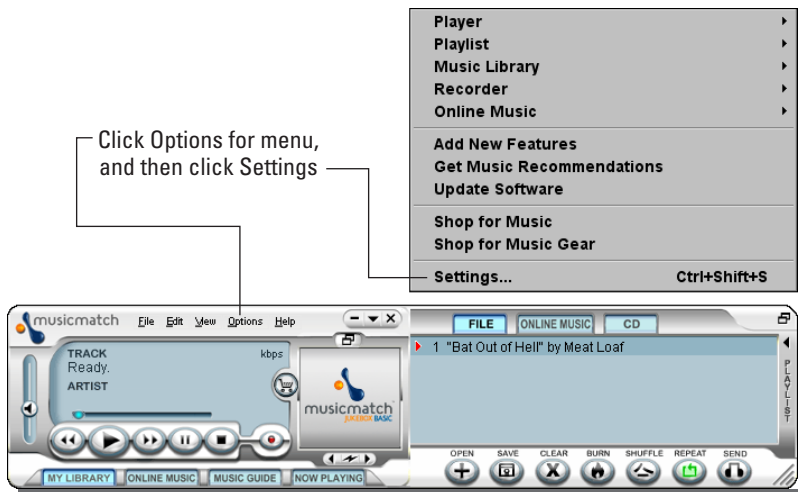 Player
Playlist
Music Library
Recorder
Online Music
Add New Features
Get Music Recommendations
Update Software
Shop for Music
Shop for Music Gear
Settings... Ctrl+Shift+S
Click Options for menu,
and then click Settings
musicmatch File Edit View Options Help
TRACK kbps
Ready.
ARTIST
musicmatch
JUKEBOX BASIC
MY LIBRARY ONLINE MUSIC MUSIC GUIDE NOW PLAYING
FILE ONLINE MUSIC CD
1 "Bat Out of Hell" by Meat Loaf
PLAYLIST
OPEN SAVE CLEAR BURN SHUFFLE REPEAT SEND